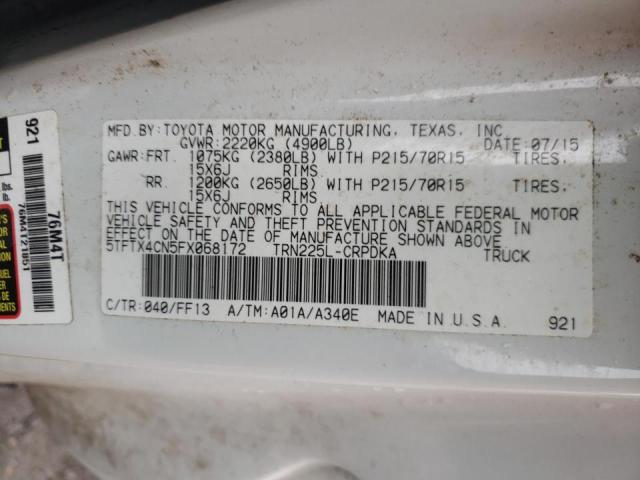 MFD.BY:TOYOTA MOTOR MANUFACTURING, TEXAS, INC.
GVWR:2220KG (4900LB) DATE:07/15
GAWR:FRT. 1075KG (2380LB) WITH P215/70R15 TIRES,
15X6J RIMS
RR. 1200KG (2650LB) WITH P215/70R15 TIRES.
15X6J RIMS
THIS VEHICLE CONFORMS TO ALL APPLICABLE FEDERAL MOTOR
VEHICLE SAFETY AND THEFT PREVENTION STANDARDS IN
EFFECT ON THE DATE OF MANUFACTURE SHOWN ABOVE.
5TFTX4CN5FX068172 TRN225L-CRPDKA TRUCK
C/TR:040/FF13 A/TM:A01A/A340E MADE IN U.S.A. 921
921
76M4T
lbs.